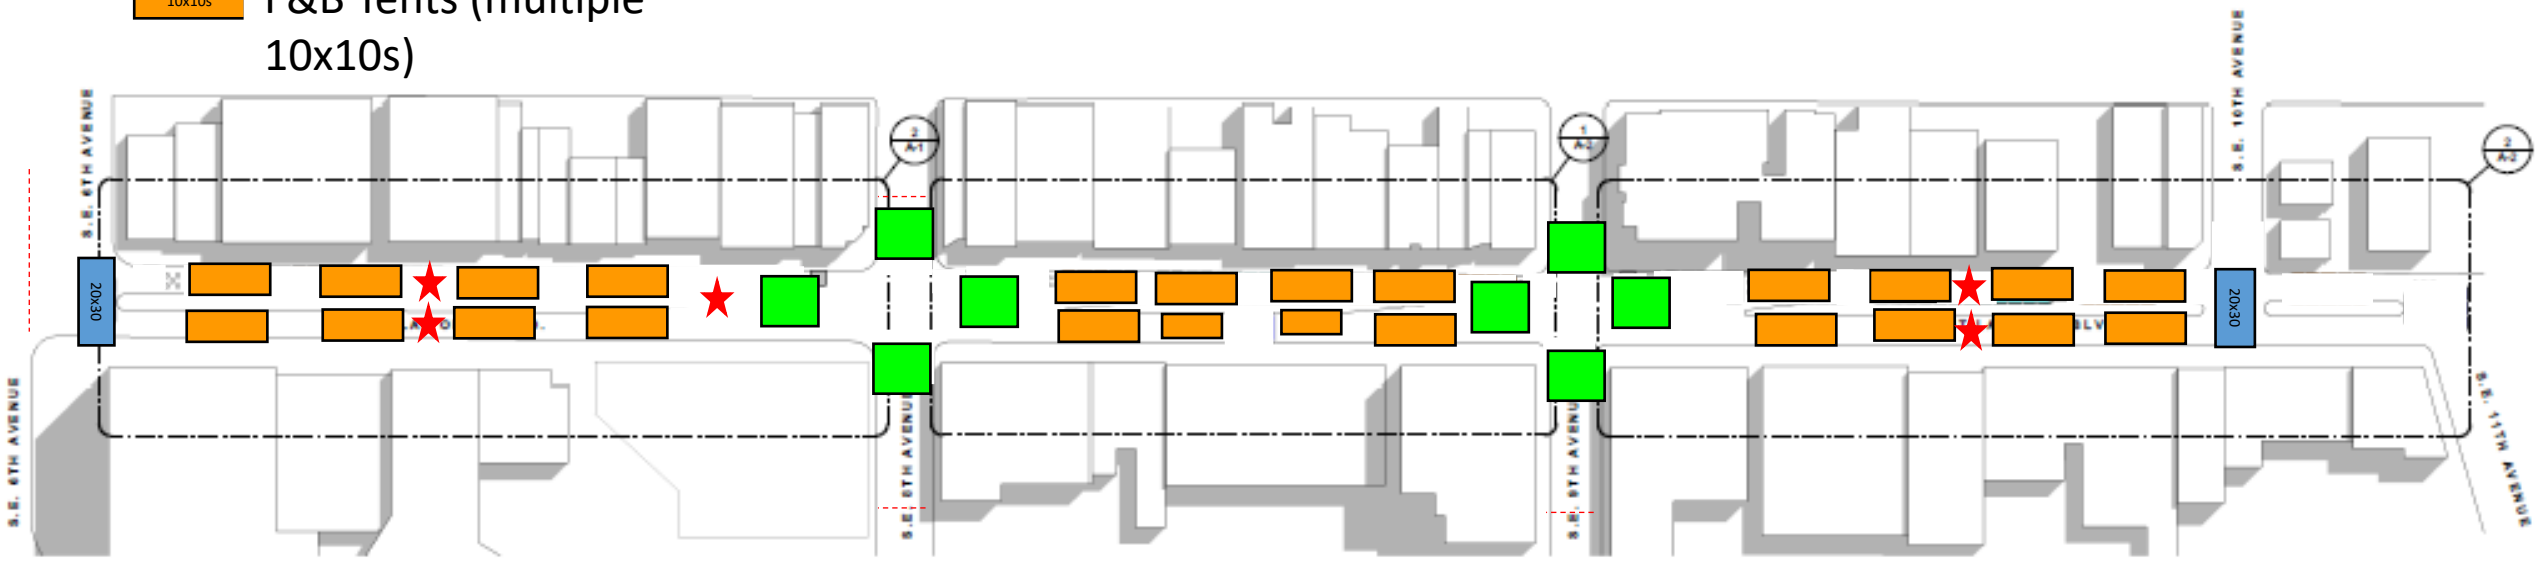 10x10s
F&B Tents (multiple
10x10s)
S.E. 6TH AVENUE
S.E. 10TH AVENUE
2
A-1
1
A-2
2
A-2
20x30
20x30
S.E. 6TH AVENUE
S.E. 8TH AVENUE
S.E. 9TH AVENUE
S.E. 11TH AVENUE